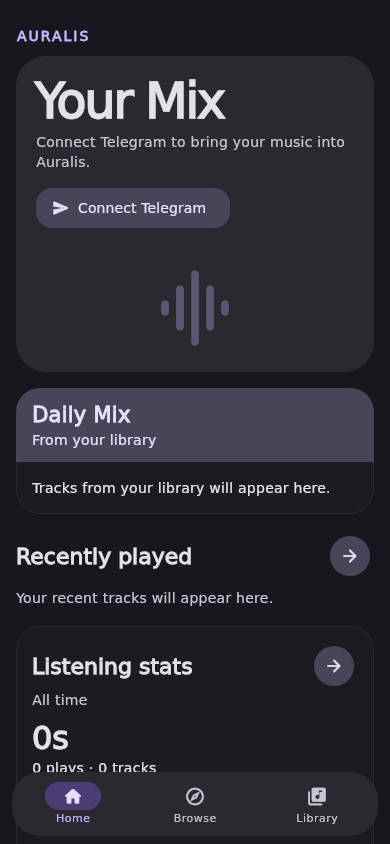 AURALIS
Your Mix
Connect Telegram to bring your music into
Auralis.
Connect Telegram
Daily Mix
From your library
Tracks from your library will appear here.
Recently played
Your recent tracks will appear here.
Listening stats
All time
0s
0 plays · 0 tracks
Home
Browse
Library